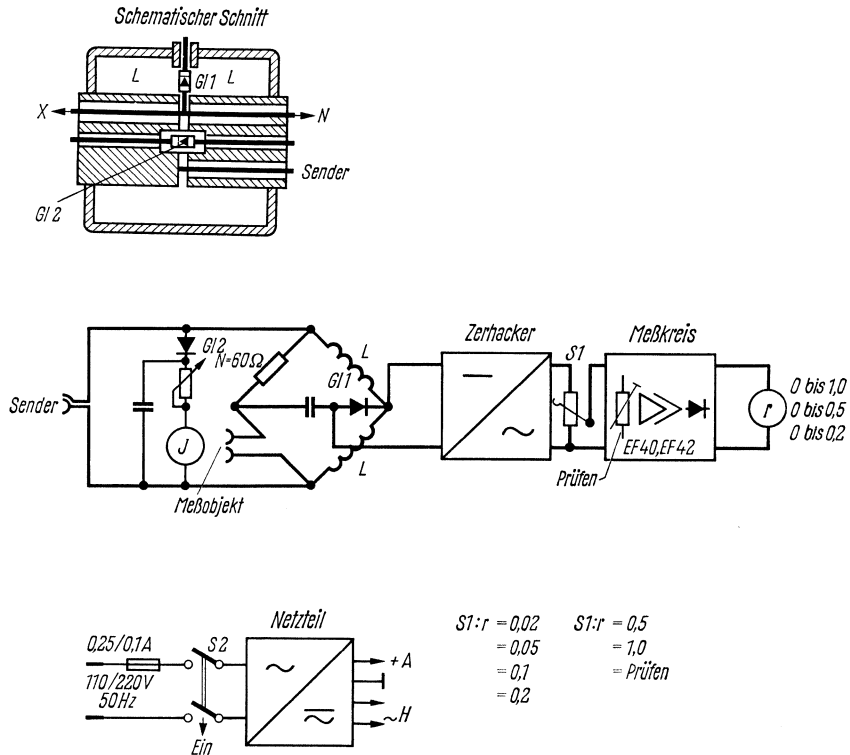 Schematischer Schnitt
L
Gl 1
L
X
N
Sender
Gl 2
Sender
Gl 2
J
N=60Ω
L
Gl 1
L
Meßobjekt
Zerhacker
S1
Meßkreis
EF40, EF42
Prüfen
r
0 bis 1,0
0 bis 0,5
0 bis 0,2
Netzteil
0,25/0,1A
110/220V
50Hz
S2
Ein
+A
~H
S1:r = 0,02
= 0,05
= 0,1
= 0,2
S1:r = 0,5
= 1,0
= Prüfen